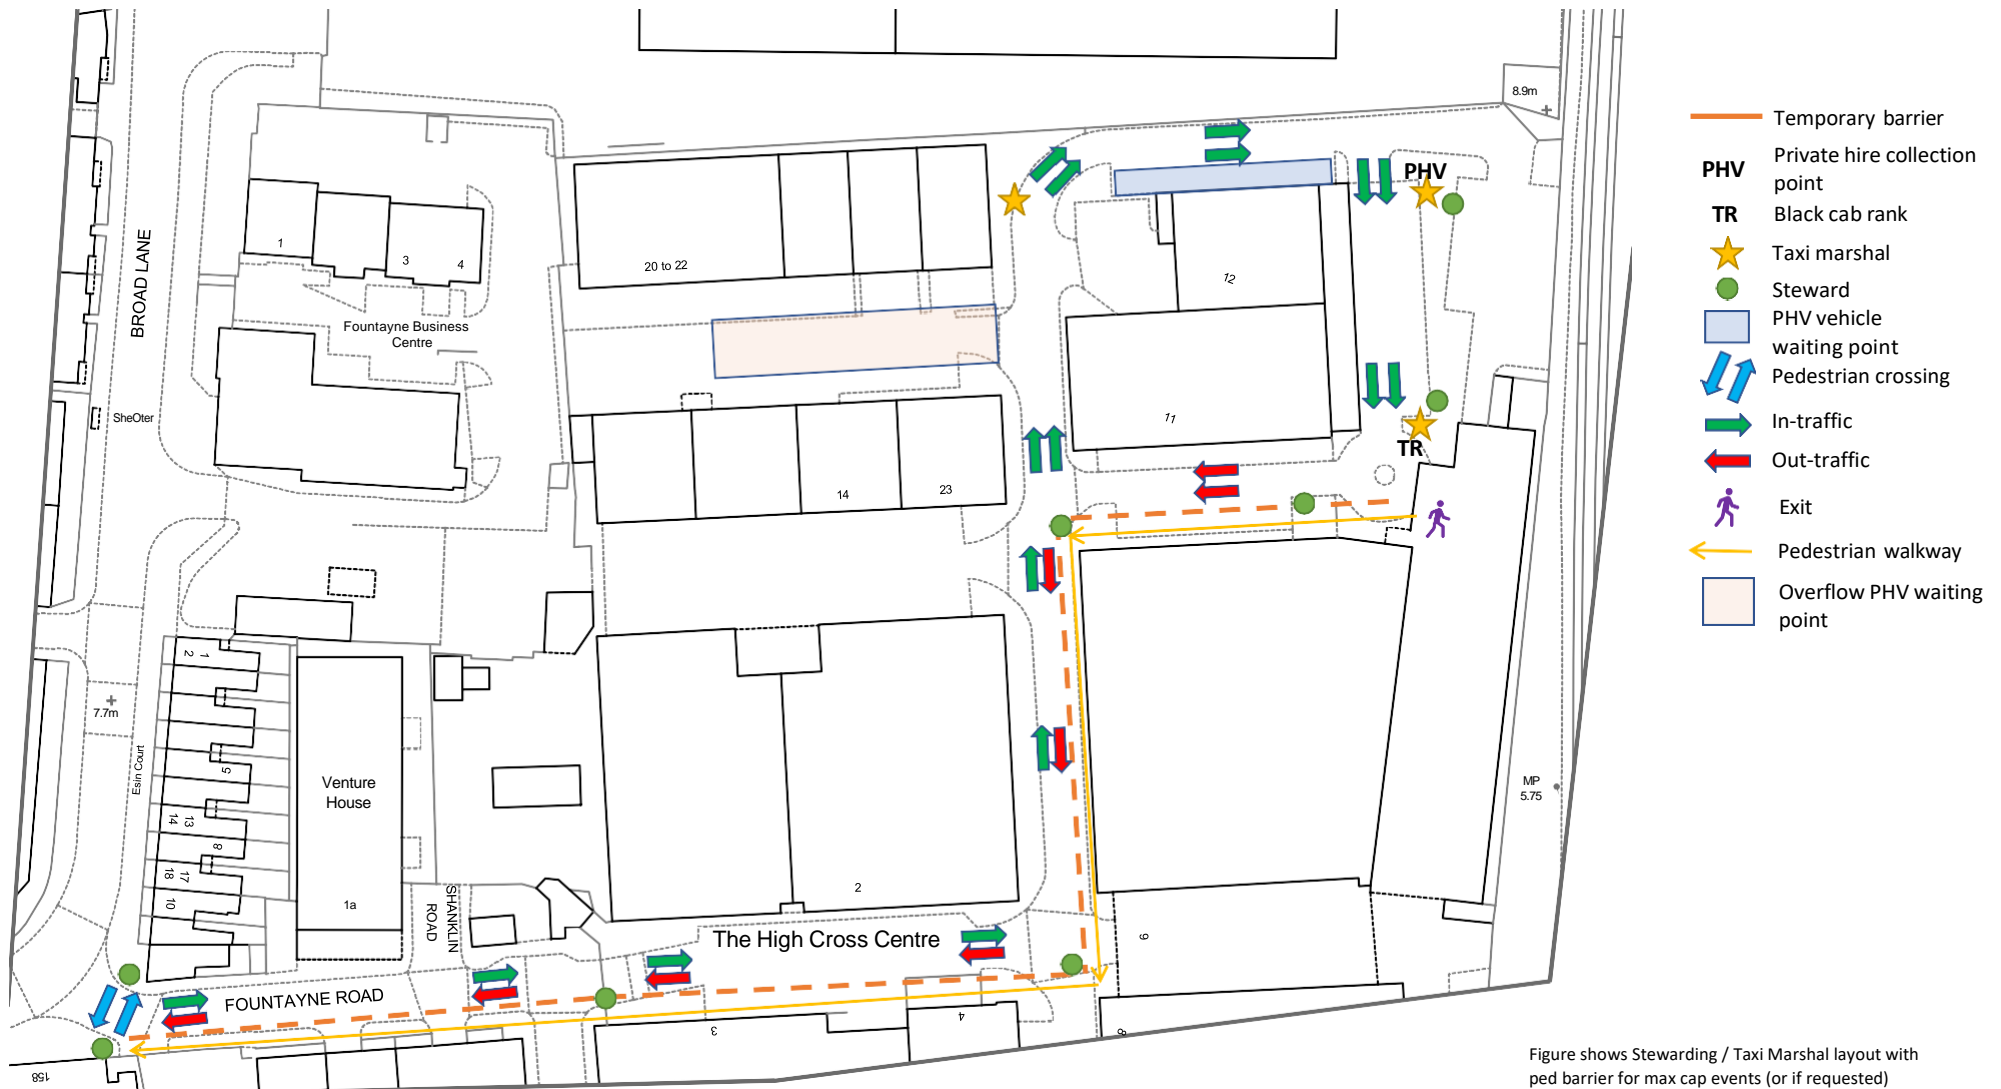 8.9m
Temporary barrier
PHV
Private hire collection
point
TR
Black cab rank
Taxi marshal
Steward
PHV vehicle
waiting point
Pedestrian crossing
In-traffic
Out-traffic
Exit
Pedestrian walkway
Overflow PHV waiting
point
PHV
BROAD LANE
1
3
4
20 to 22
12
Fountayne Business
Centre
SheOter
11
TR
14
23
1
2
7.7m
Esin Court
5
Venture
House
13
14
8
17
18
10
1a
SHANKLIN
ROAD
2
MP
5.75
The High Cross Centre
9
FOUNTAYNE ROAD
3
4
8
158
Figure shows Stewarding / Taxi Marshal layout with
ped barrier for max cap events (or if requested)